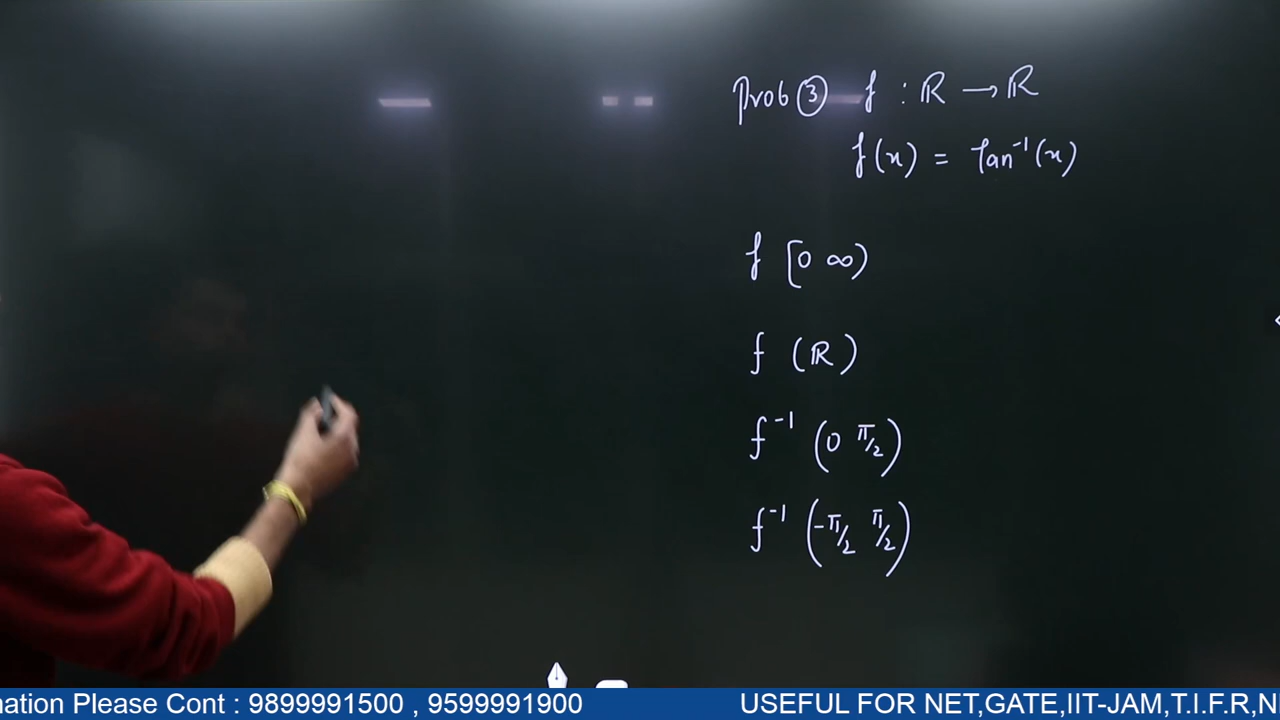 Prob ③ f : ℝ → ℝ
f(x) = Tan⁻¹(x)
f [0 ∞)
f (ℝ)
f⁻¹ (0 π/2)
f⁻¹ (-π/2 π/2)
nation Please Cont : 9899991500 , 9599991900 USEFUL FOR NET,GATE,IIT-JAM,T.I.F.R,N